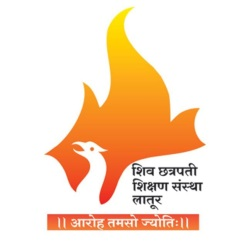 शिव छत्रपती
शिक्षण संस्था
लातूर
।। आरोह तमसो ज्योतिः ।।